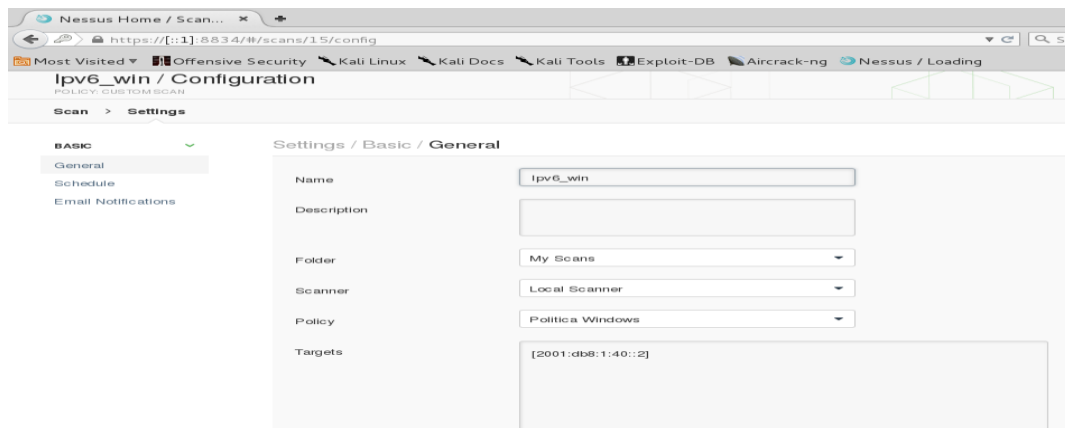 Nessus Home / Scan...
https://[::1]:8834/#/scans/15/config
S
Most Visited Offensive Security Kali Linux Kali Docs Kali Tools Exploit-DB Aircrack-ng Nessus / Loading
Ipv6_win / Configuration
POLICY: CUSTOM SCAN
Scan > Settings
BASIC
General
Schedule
Email Notifications
Settings / Basic / General
Name
Ipv6_win
Description
Folder
My Scans
Scanner
Local Scanner
Policy
Politica Windows
Targets
[2001:db8:1:40::2]